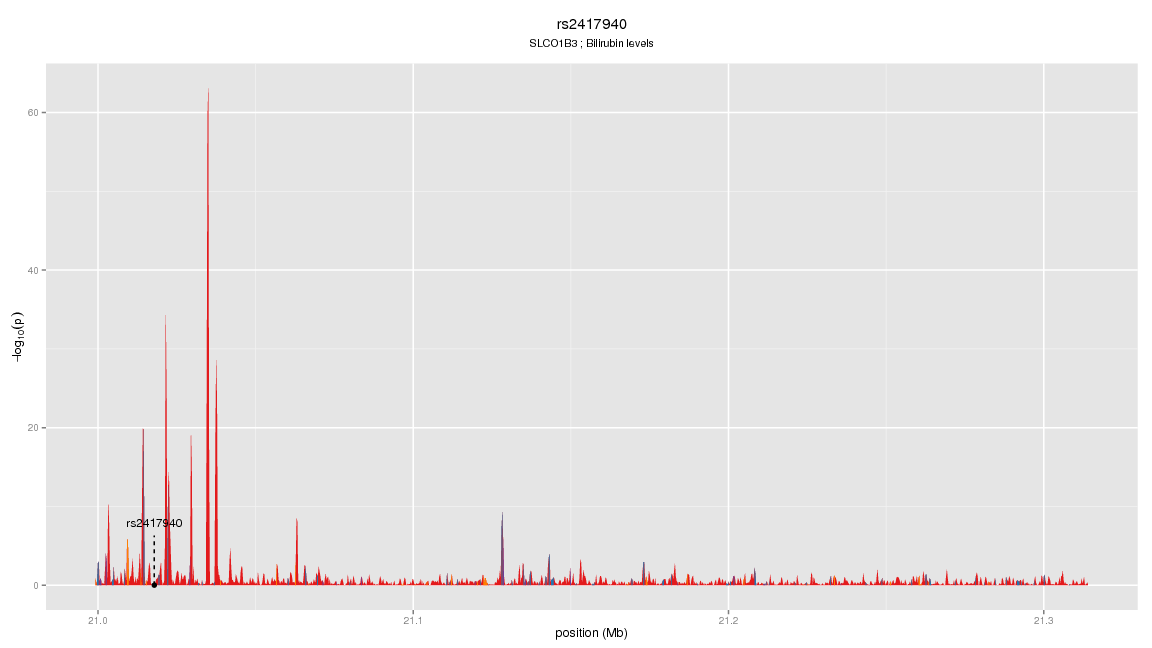 rs2417940
SLCO1B3 ; Bilirubin levels
60
40
20
0
−log10(p)
rs2417940
21.0
21.1
21.2
21.3
position (Mb)